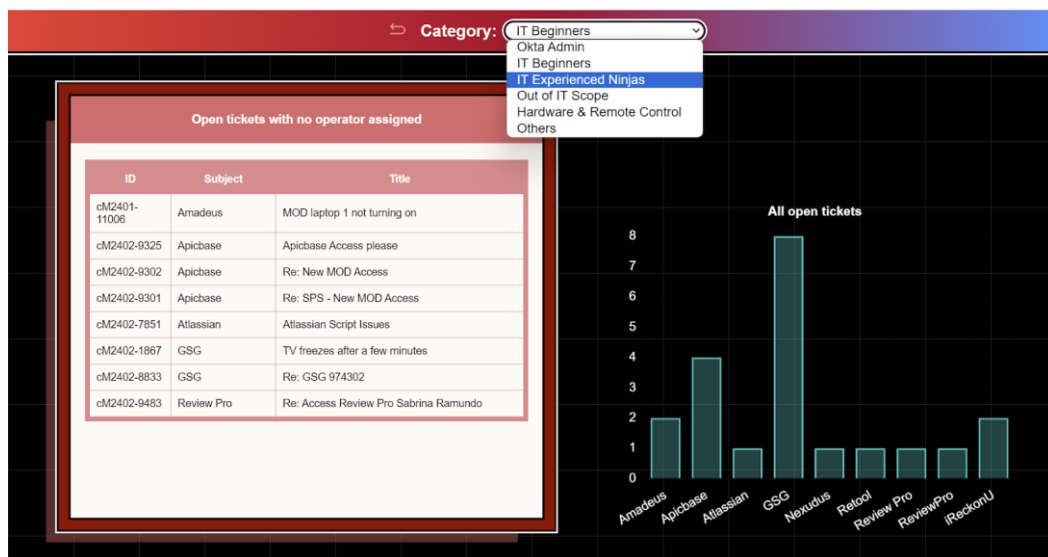 Category: IT Beginners
Okta Admin
IT Beginners
IT Experienced Ninjas
Out of IT Scope
Hardware & Remote Control
Others
Open tickets with no operator assigned
ID Subject Title
cM2401-
11006 Amadeus MOD laptop 1 not turning on
cM2402-9325 Apicbase Apicbase Access please
cM2402-9302 Apicbase Re: New MOD Access
cM2402-9301 Apicbase Re: SPS - New MOD Access
cM2402-7851 Atlassian Atlassian Script Issues
cM2402-1867 GSG TV freezes after a few minutes
cM2402-8833 GSG Re: GSG 974302
cM2402-9483 Review Pro Re: Access Review Pro Sabrina Ramundo
All open tickets
8
7
6
5
4
3
2
1
0
Amadeus
Apicbase
Atlassian
GSG
Nexudus
Retool
Review Pro
ReviewPro
iReckonU